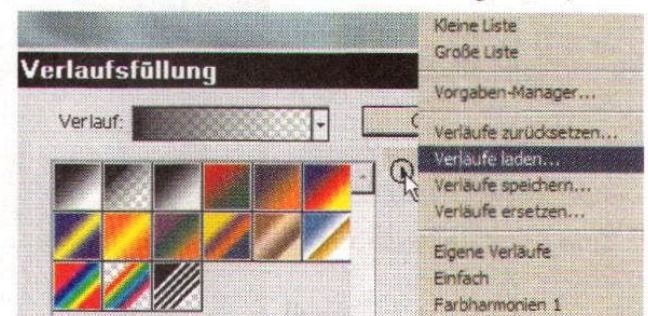 Verlaufsfüllung
Verlauf:
Kleine Liste
Große Liste
Vorgaben-Manager...
Verläufe zurücksetzen...
Verläufe laden...
Verläufe speichern...
Verläufe ersetzen...
Eigene Verläufe
Einfach
Farbharmonien 1